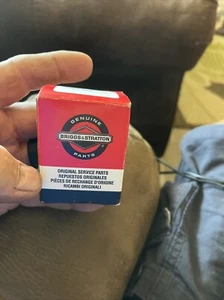 GENUINE
BRIGGS & STRATTON
PARTS
ORIGINAL SERVICE PARTS
REPUESTOS ORIGINALES
PIÈCES DE RECHANGE D'ORIGINE
RICAMBI ORIGINALI